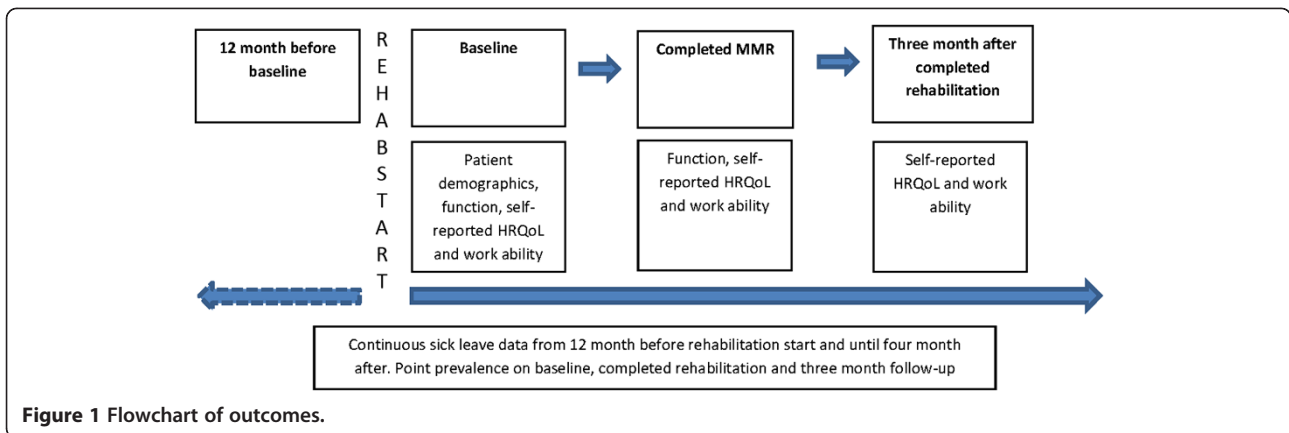 12 month before
baseline
R
E
H
A
B
S
T
A
R
T
Baseline
Completed MMR
Three month after
completed
rehabilitation
Patient
demographics,
function, self-
reported HRQoL
and work ability
Function, self-
reported HRQoL
and work ability
Self-reported
HRQoL and work
ability
Continuous sick leave data from 12 month before rehabilitation start and until four month
after. Point prevalence on baseline, completed rehabilitation and three month follow-up
Figure 1 Flowchart of outcomes.